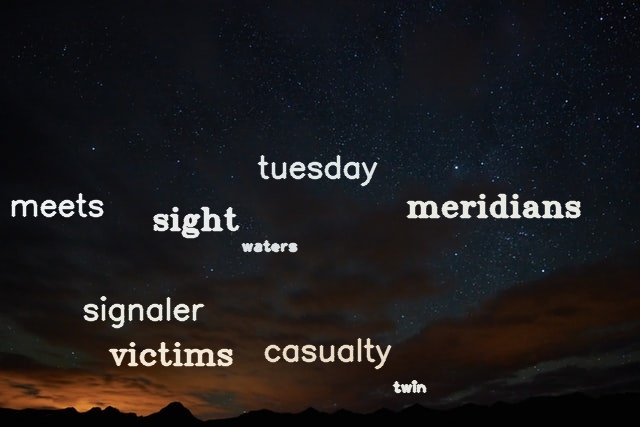 tuesday
meets sight meridians
waters
signaler
victims casualty
twin